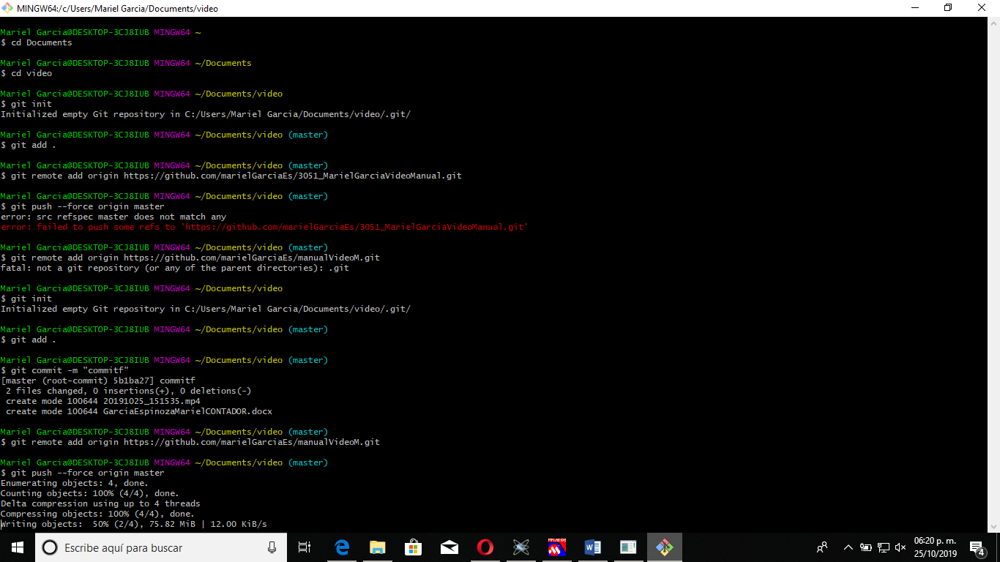 MINGW64:/c/Users/Mariel Garcia/Documents/video
Mariel Garcia@DESKTOP-3CJ8IUB MINGW64 ~
$ cd Documents
Mariel Garcia@DESKTOP-3CJ8IUB MINGW64 ~/Documents
$ cd video
Mariel Garcia@DESKTOP-3CJ8IUB MINGW64 ~/Documents/video
$ git init
Initialized empty Git repository in C:/Users/Mariel Garcia/Documents/video/.git/
Mariel Garcia@DESKTOP-3CJ8IUB MINGW64 ~/Documents/video (master)
$ git add .
Mariel Garcia@DESKTOP-3CJ8IUB MINGW64 ~/Documents/video (master)
$ git remote add origin https://github.com/marielGarciaEs/3O51_MarielGarciaVideoManual.git
Mariel Garcia@DESKTOP-3CJ8IUB MINGW64 ~/Documents/video (master)
$ git push --force origin master
error: src refspec master does not match any
error: failed to push some refs to 'https://github.com/marielGarciaEs/3O51_MarielGarciaVideoManual.git'
Mariel Garcia@DESKTOP-3CJ8IUB MINGW64 ~/Documents/video (master)
$ git remote add origin https://github.com/marielGarciaEs/manualVideoM.git
fatal: not a git repository (or any of the parent directories): .git
Mariel Garcia@DESKTOP-3CJ8IUB MINGW64 ~/Documents/video
$ git init
Initialized empty Git repository in C:/Users/Mariel Garcia/Documents/video/.git/
Mariel Garcia@DESKTOP-3CJ8IUB MINGW64 ~/Documents/video (master)
$ git add .
Mariel Garcia@DESKTOP-3CJ8IUB MINGW64 ~/Documents/video (master)
$ git commit -m "commitf"
[master (root-commit) 5b1ba27] commitf
2 files changed, 0 insertions(+), 0 deletions(-)
create mode 100644 20191025_151535.mp4
create mode 100644 GarciaEspinozaMarielCONTADOR.docx
Mariel Garcia@DESKTOP-3CJ8IUB MINGW64 ~/Documents/video (master)
$ git remote add origin https://github.com/marielGarciaEs/manualVideoM.git
Mariel Garcia@DESKTOP-3CJ8IUB MINGW64 ~/Documents/video (master)
$ git push --force origin master
Enumerating objects: 4, done.
Counting objects: 100% (4/4), done.
Delta compression using up to 4 threads
Compressing objects: 100% (4/4), done.
Writing objects:  50% (2/4), 75.82 MiB | 12.00 KiB/s
Escribe aquí para buscar
06:20 p. m.
25/10/2019
4